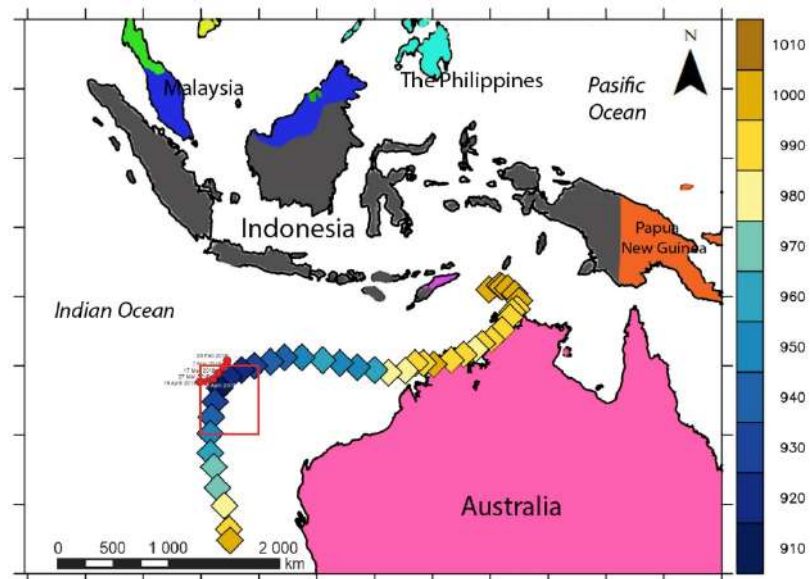 1010
N
1000
Malaysia
The Philippines
Pasific
Ocean
990
980
Indonesia
Papua
New Guinea
970
960
Indian Ocean
950
940
930
Australia
920
0 500 1 000 2 000
km
910